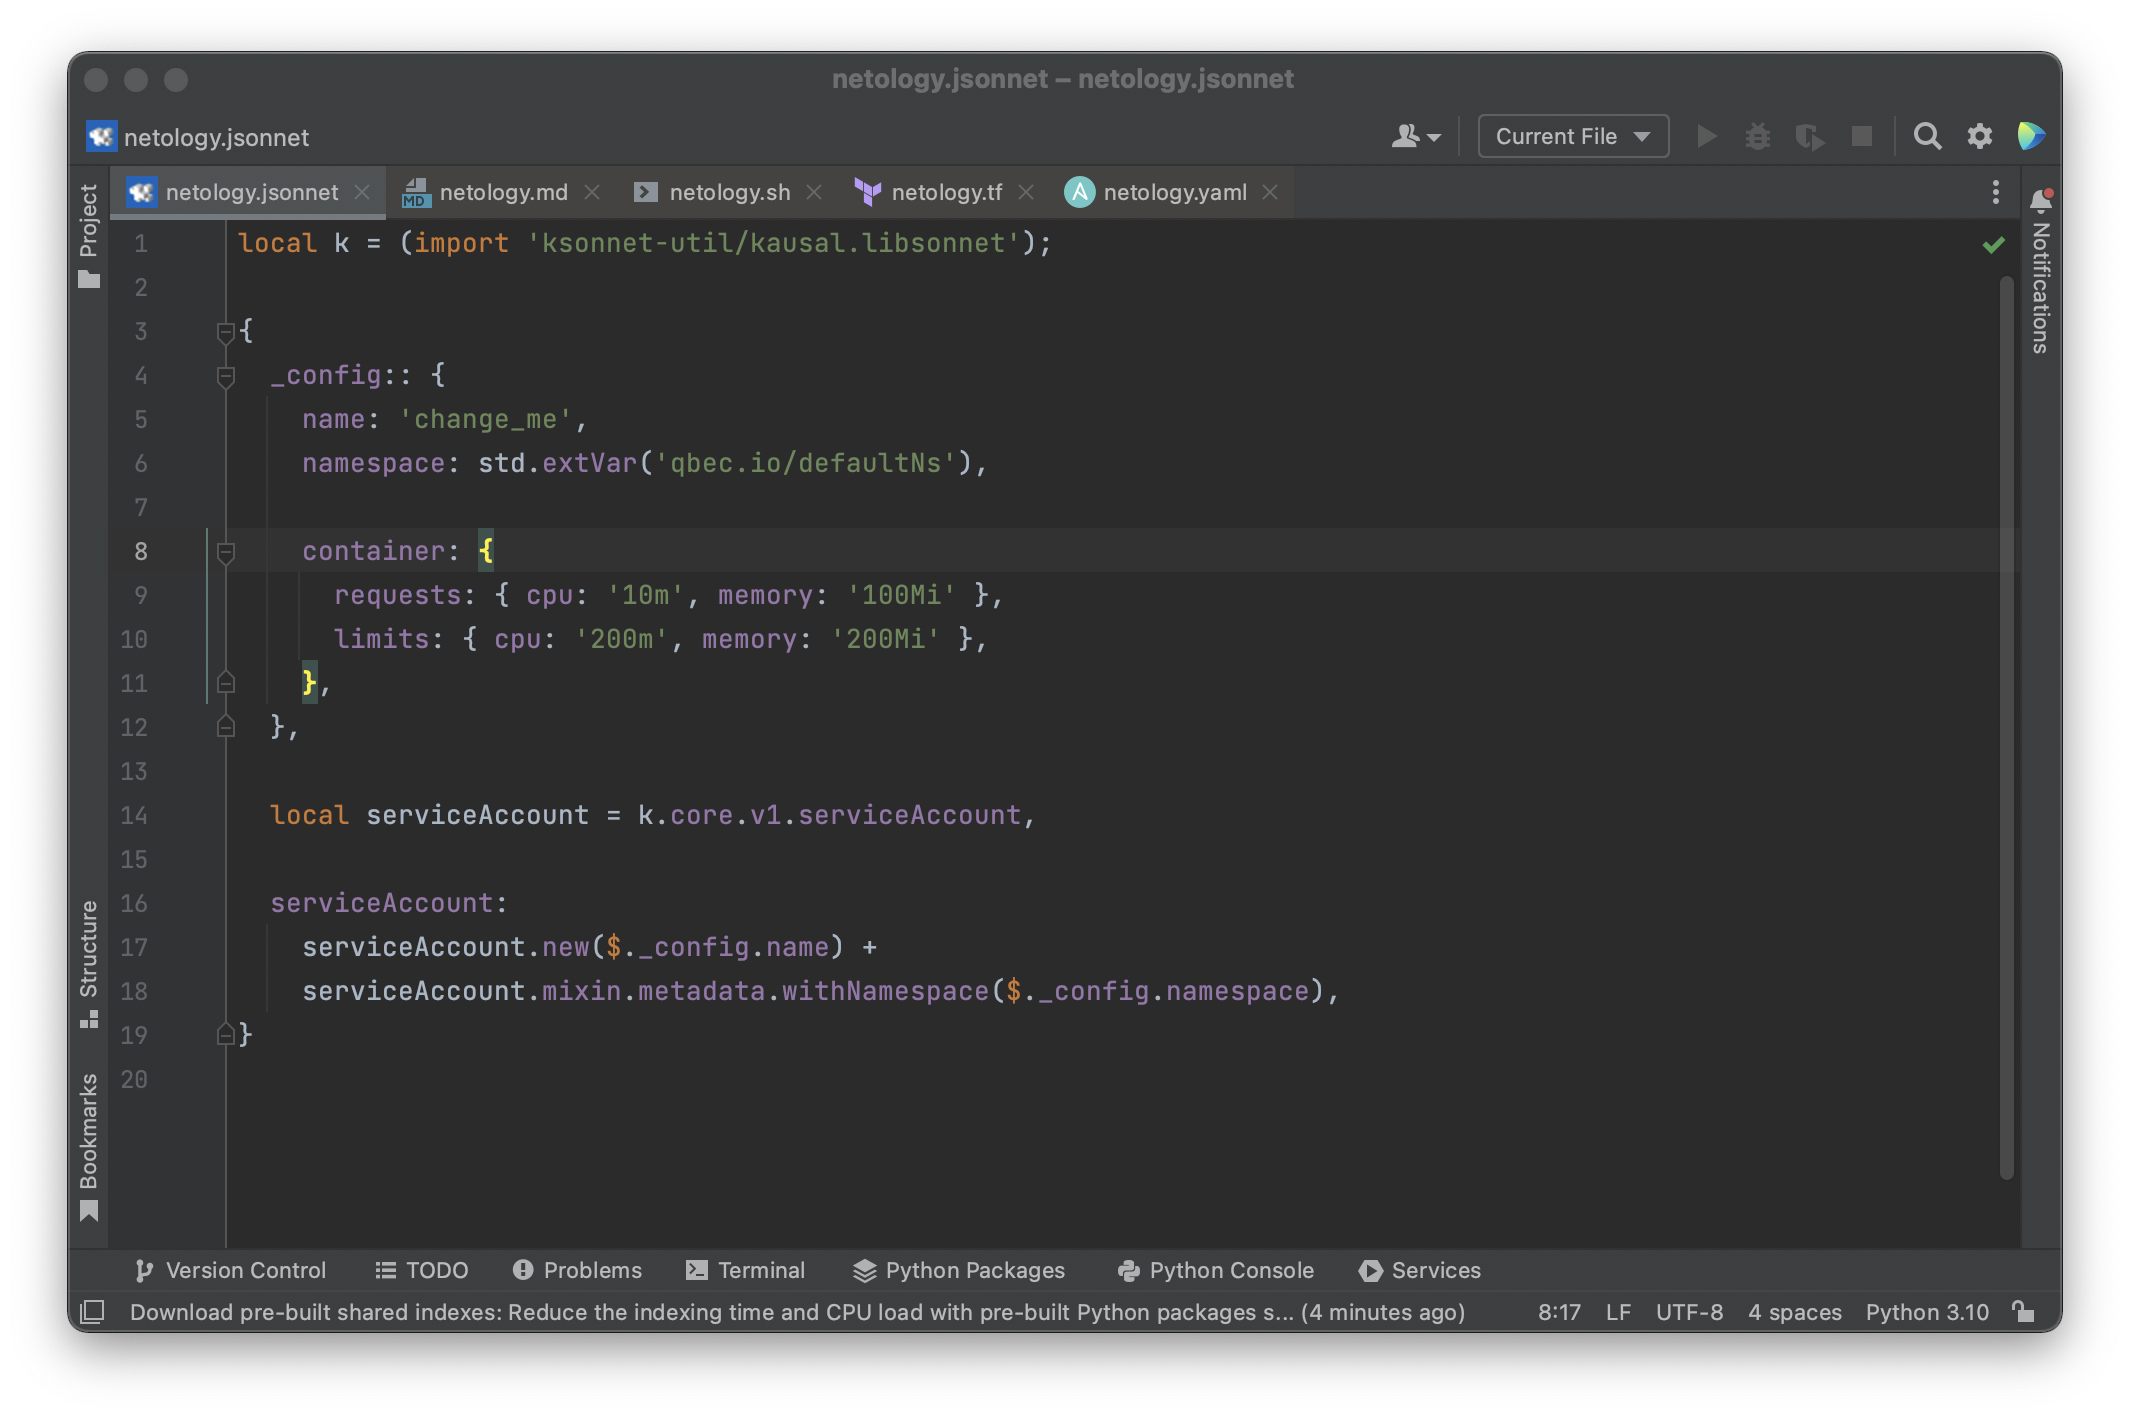 netology.jsonnet – netology.jsonnet
netology.jsonnet
Current File
Project
netology.jsonnet
MD
netology.md
netology.sh
netology.tf
A
netology.yaml
Notifications
1 local k = (import 'ksonnet-util/kausal.libsonnet');
2
3 {
4   _config:: {
5     name: 'change_me',
6     namespace: std.extVar('qbec.io/defaultNs'),
7
8     container: {
9       requests: { cpu: '10m', memory: '100Mi' },
10       limits: { cpu: '200m', memory: '200Mi' },
11     },
12   },
13
14   local serviceAccount = k.core.v1.serviceAccount,
15
16   serviceAccount:
17     serviceAccount.new($._config.name) +
18     serviceAccount.mixin.metadata.withNamespace($._config.namespace),
19 }
20
Structure
Bookmarks
Version Control
TODO
Problems
Terminal
Python Packages
Python Console
Services
Download pre-built shared indexes: Reduce the indexing time and CPU load with pre-built Python packages s... (4 minutes ago)
8:17
LF
UTF-8
4 spaces
Python 3.10